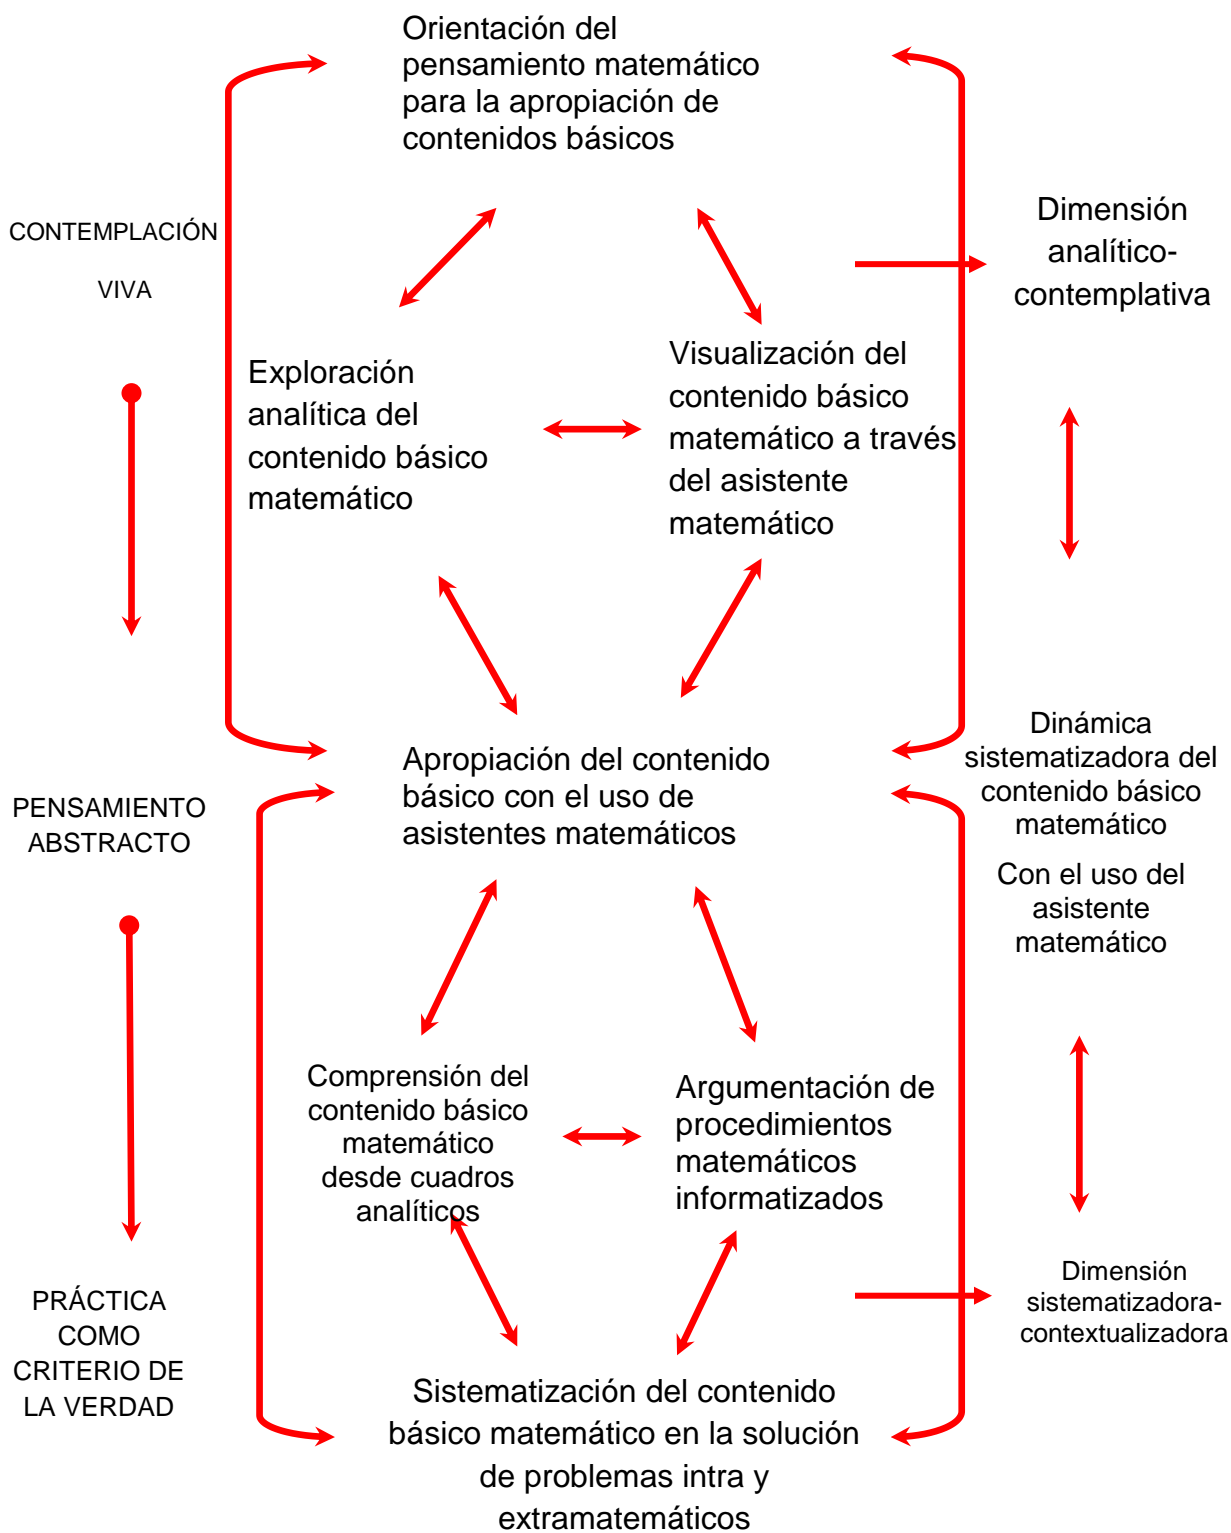 Orientación del
pensamiento matemático
para la apropiación de
contenidos básicos
CONTEMPLACIÓN
VIVA
Dimensión
analítico-
contemplativa
Exploración
analítica del
contenido básico
matemático
Visualización del
contenido básico
matemático a través
del asistente
matemático
Apropiación del contenido
básico con el uso de
asistentes matemáticos
PENSAMIENTO
ABSTRACTO
Dinámica
sistematizadora del
contenido básico
matemático
Con el uso del
asistente
matemático
Comprensión del
contenido básico
matemático
desde cuadros
analíticos
Argumentación de
procedimientos
matemáticos
informatizados
PRÁCTICA
COMO
CRITERIO DE
LA VERDAD
Dimensión
sistematizadora-
contextualizadora
Sistematización del contenido
básico matemático en la solución
de problemas intra y
extramatemáticos